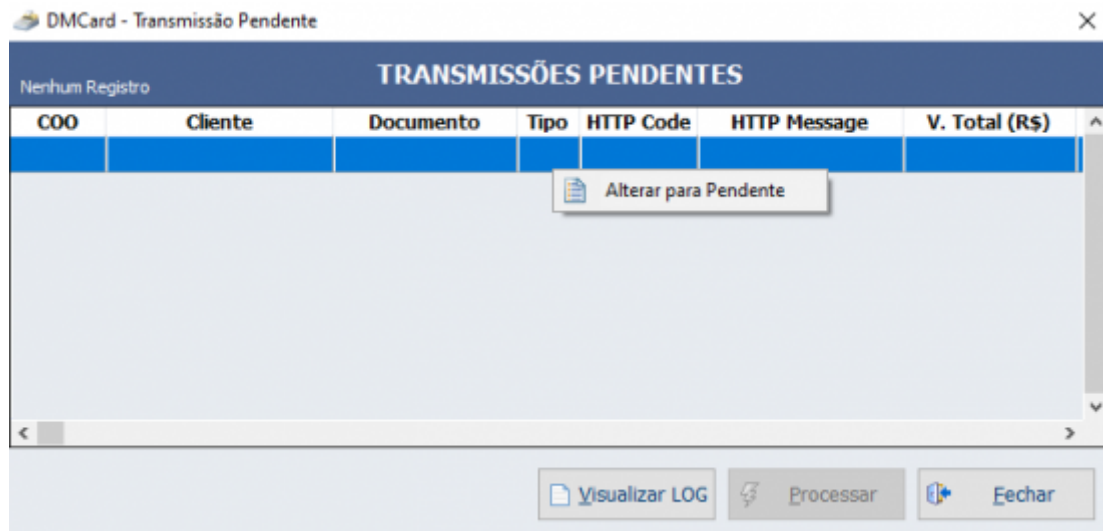 DMCard - Transmissão Pendente
TRANSMISSÕES PENDENTES
Nenhum Registro
COO Cliente Documento Tipo HTTP Code HTTP Message V. Total (R$)
Alterar para Pendente
Visualizar LOG Processar Fechar